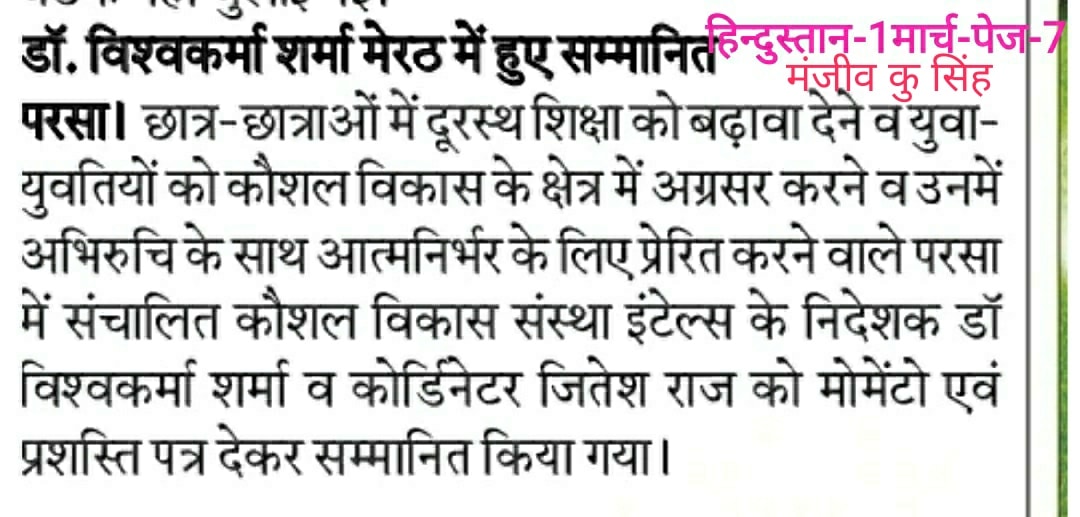 डॉ. विश्वकर्मा शर्मा मेरठ में हुए सम्मानित
हिन्दुस्तान-1मार्च-पेज-7
मंजीव कु सिंह
परसा। छात्र-छात्राओं में दूरस्थ शिक्षा को बढ़ावा देने व युवा-
युवतियों को कौशल विकास के क्षेत्र में अग्रसर करने व उनमें
अभिरुचि के साथ आत्मनिर्भर के लिए प्रेरित करने वाले परसा
में संचालित कौशल विकास संस्था इंटेल्स के निदेशक डॉ
विश्वकर्मा शर्मा व कोर्डिनेटर जितेश राज को मोमेंटो एवं
प्रशस्ति पत्र देकर सम्मानित किया गया।